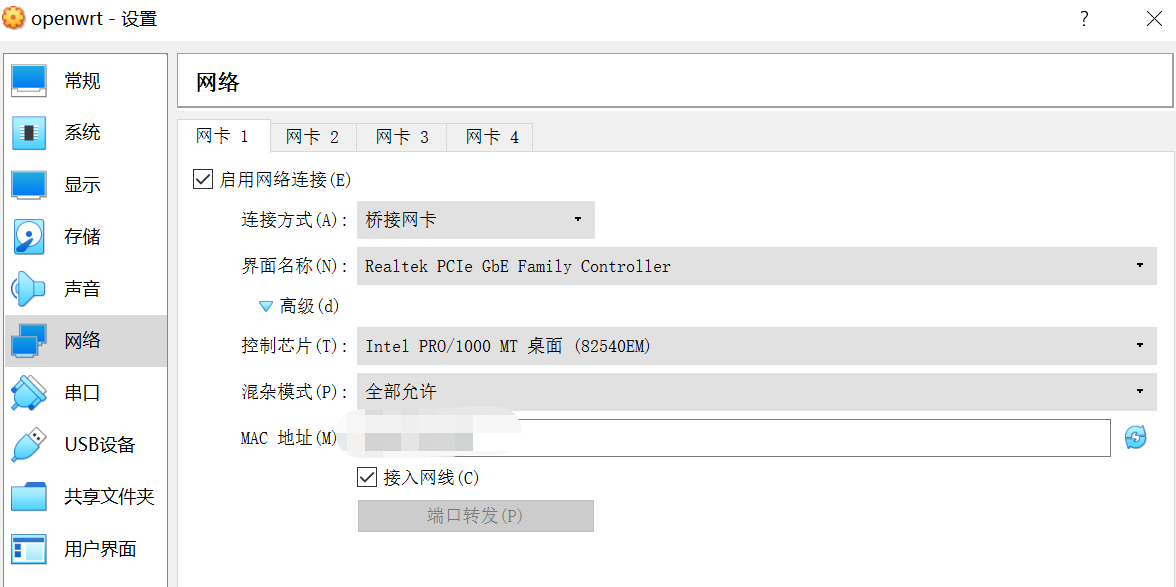 openwrt - 设置
?
常规
系统
显示
存储
声音
网络
串口
USB设备
共享文件夹
用户界面
网络
网卡 1
网卡 2
网卡 3
网卡 4
启用网络连接(E)
连接方式(A): 桥接网卡
界面名称(N): Realtek PCIe GbE Family Controller
高级(d)
控制芯片(T): Intel PRO/1000 MT 桌面 (82540EM)
混杂模式(P): 全部允许
MAC 地址(M)
接入网线(C)
端口转发(P)